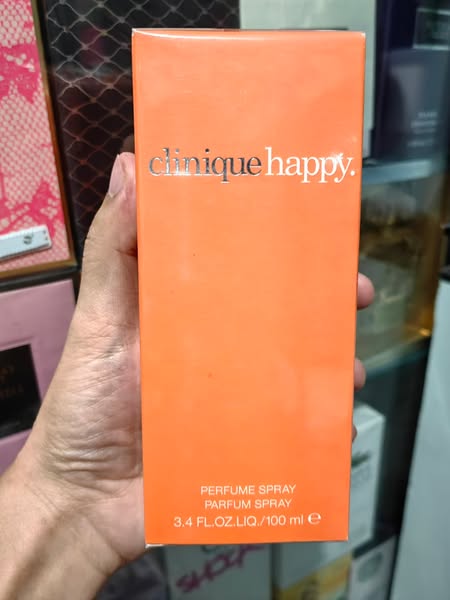 clinique happy.
PERFUME SPRAY
PARFUM SPRAY
3.4 FL.OZ.LIQ./100 ml ℮